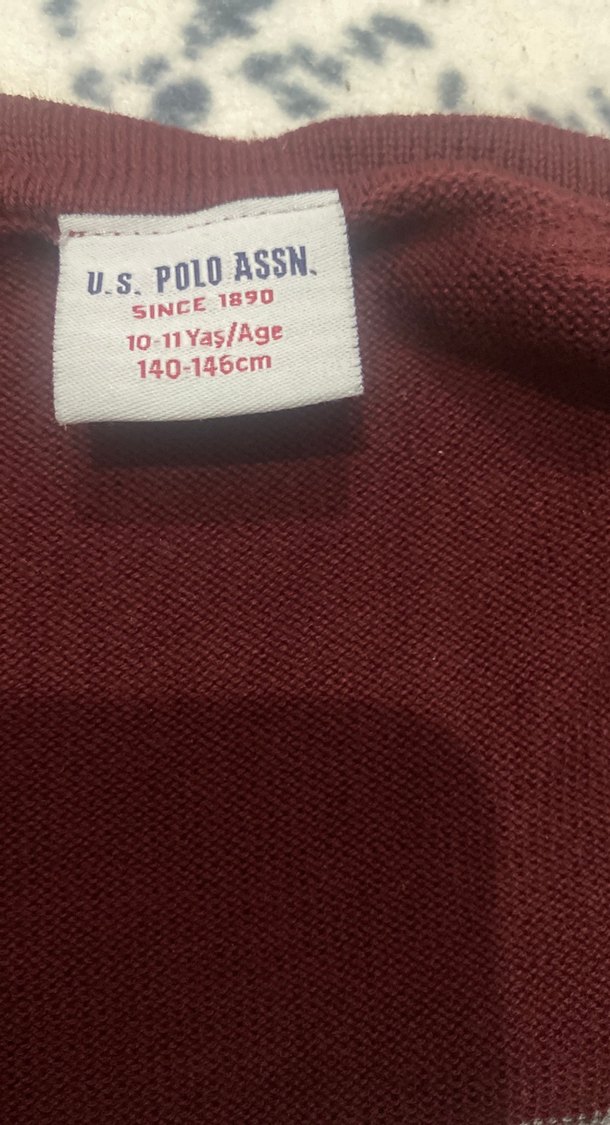 U.S. POLO ASSN.
SINCE 1890
10-11 Yaş/Age
140-146cm